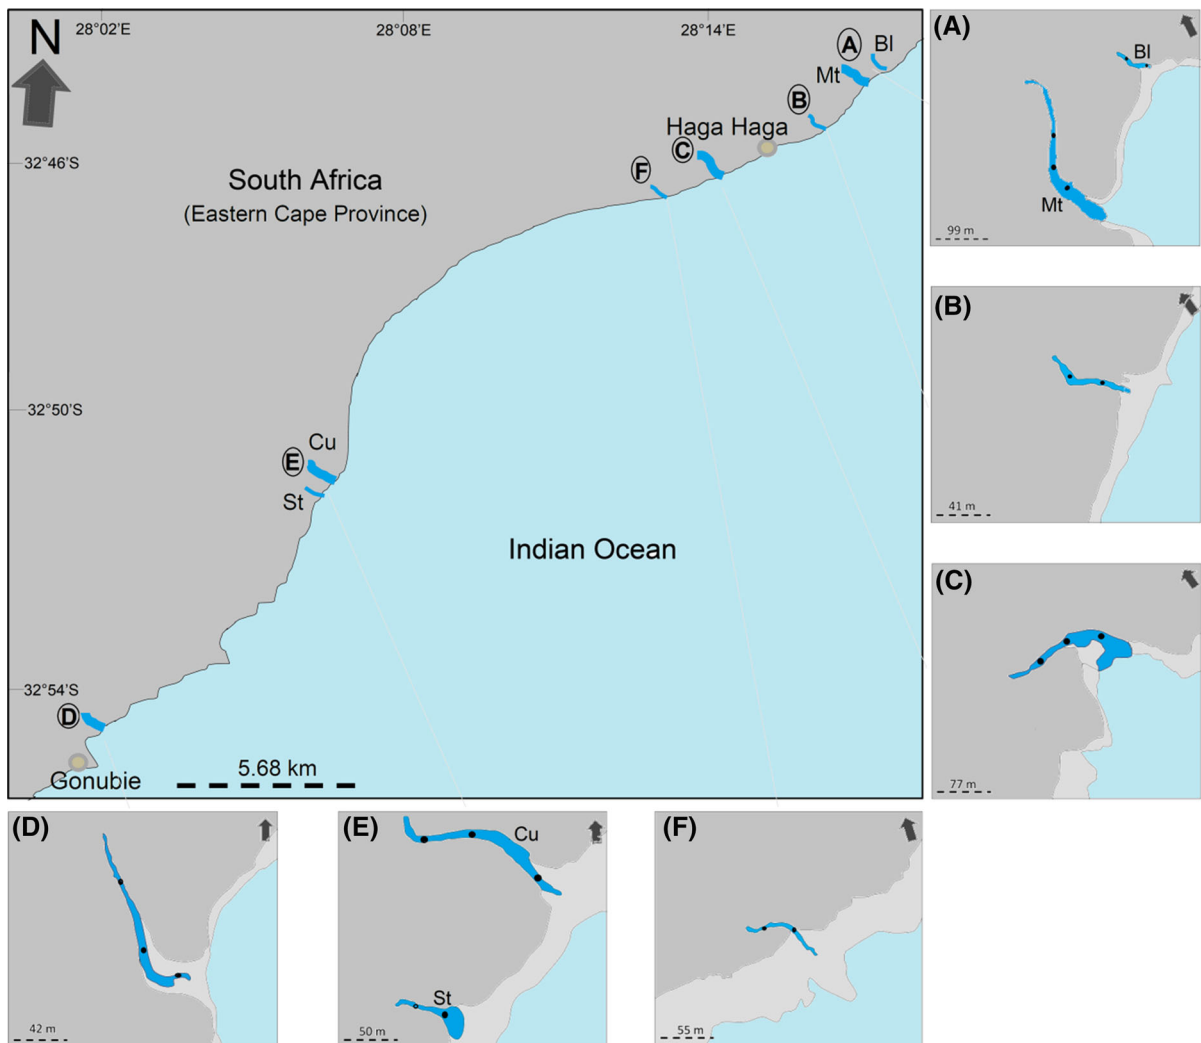 28°02'E
28°08'E
28°14'E
N
32°46'S
32°50'S
32°54'S
South Africa
(Eastern Cape Province)
Indian Ocean
A
Bl
Mt
B
Haga Haga
C
F
Cu
E
St
D
Gonubie
5.68 km
(A)
Bl
Mt
99 m
(B)
41 m
(C)
77 m
(D)
42 m
(E)
Cu
St
50 m
(F)
55 m